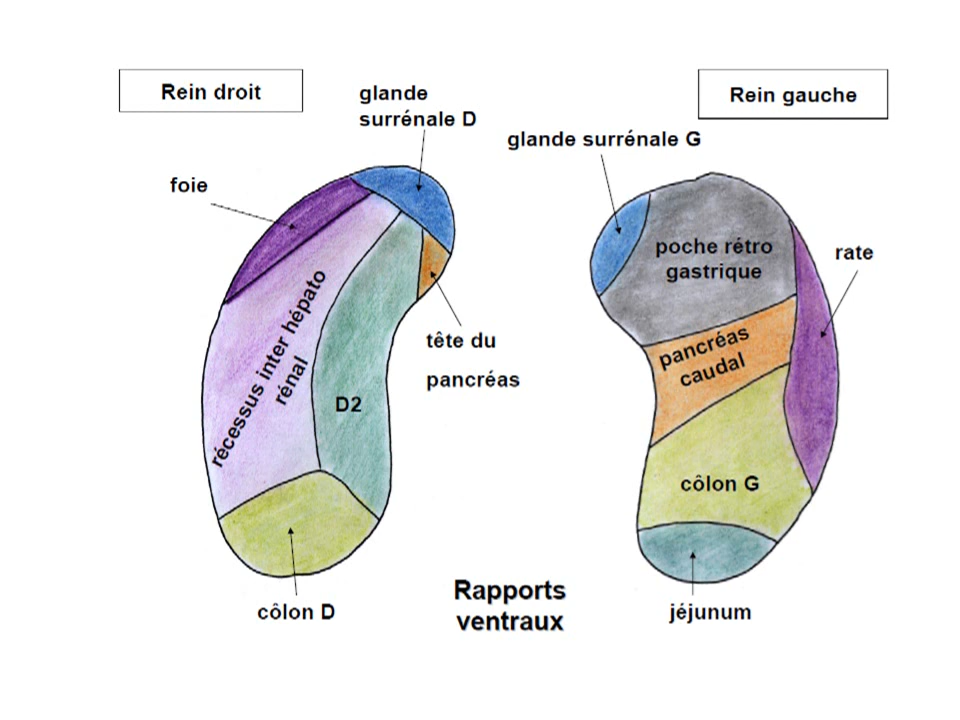 Rein droit
glande
surrénale D
foie
récessus inter hépato
rénal
D2
tête du
pancréas
côlon D
Rein gauche
glande surrénale G
poche rétro
gastrique
rate
pancréas
caudal
côlon G
jéjunum
Rapports
ventraux